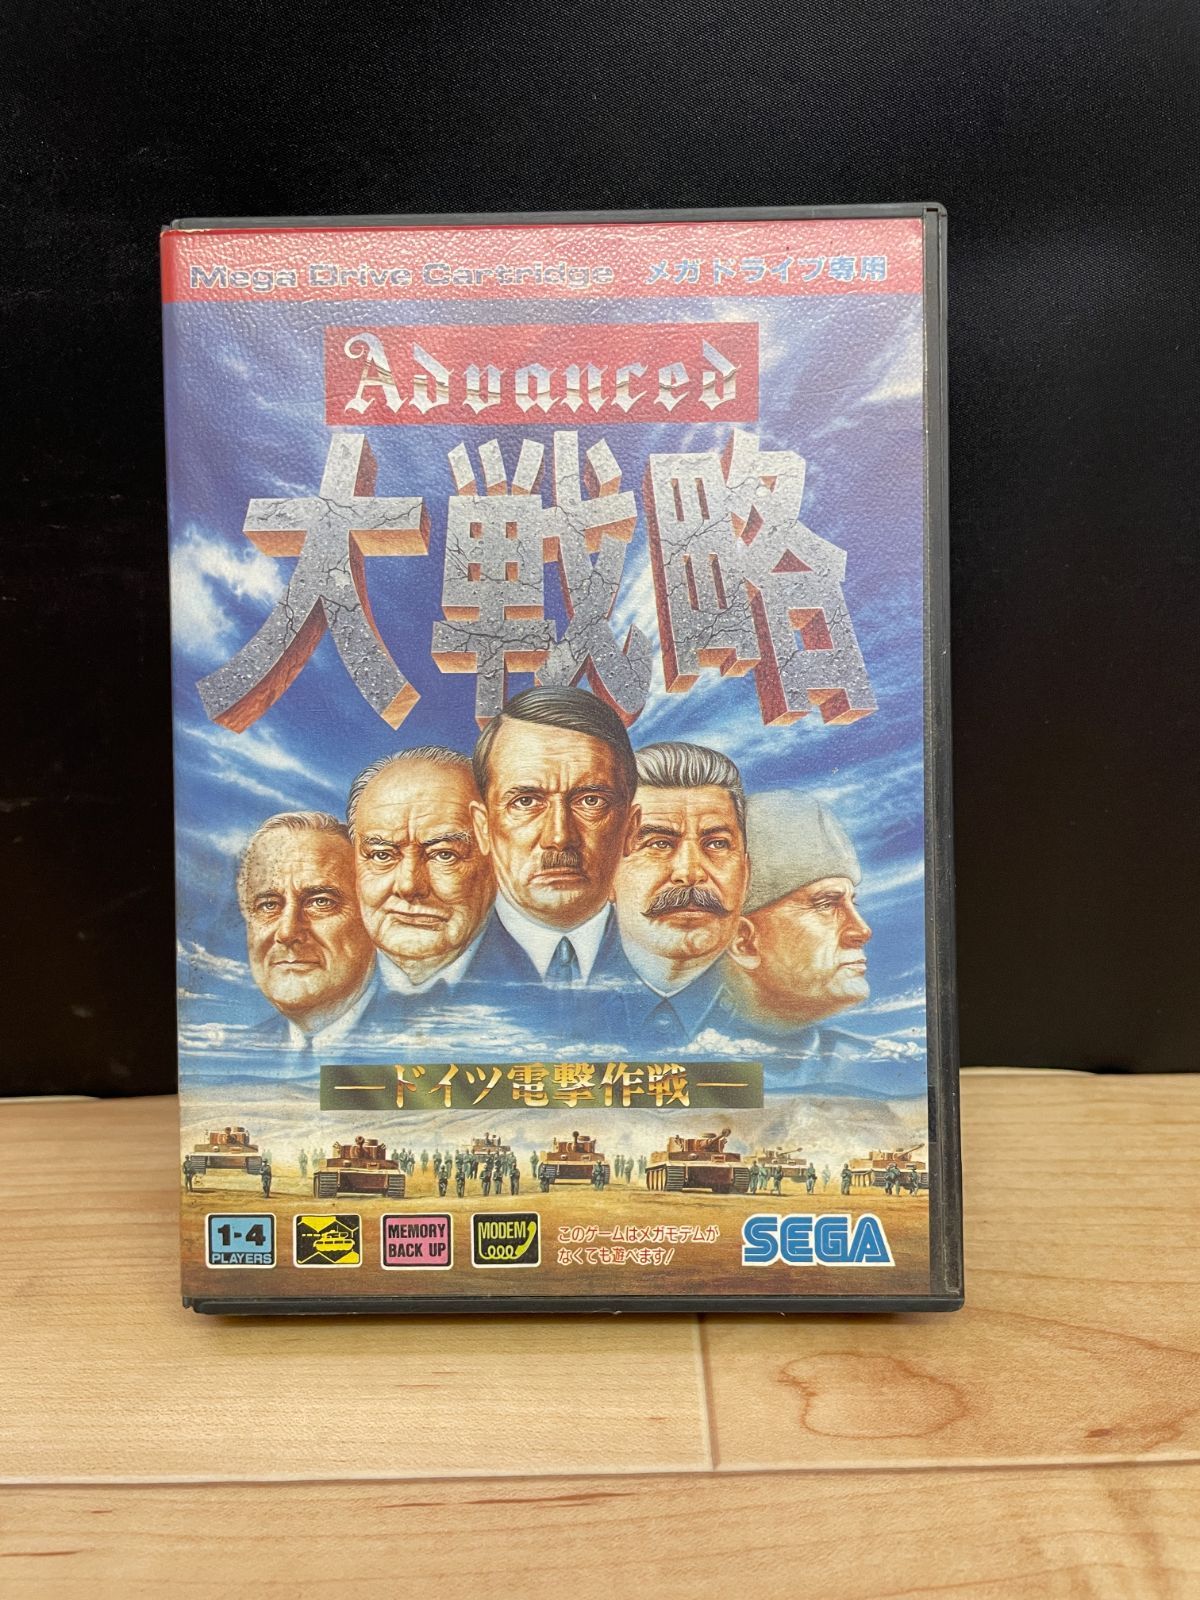 Mega Drive Cartridge メガドライブ専用
Advanced
大戦略
ードイツ電撃作戦ー
1-4
PLAYERS
MEMORY
BACK UP
MODEM
このゲームはメガモデムが
なくても遊べます!
SEGA